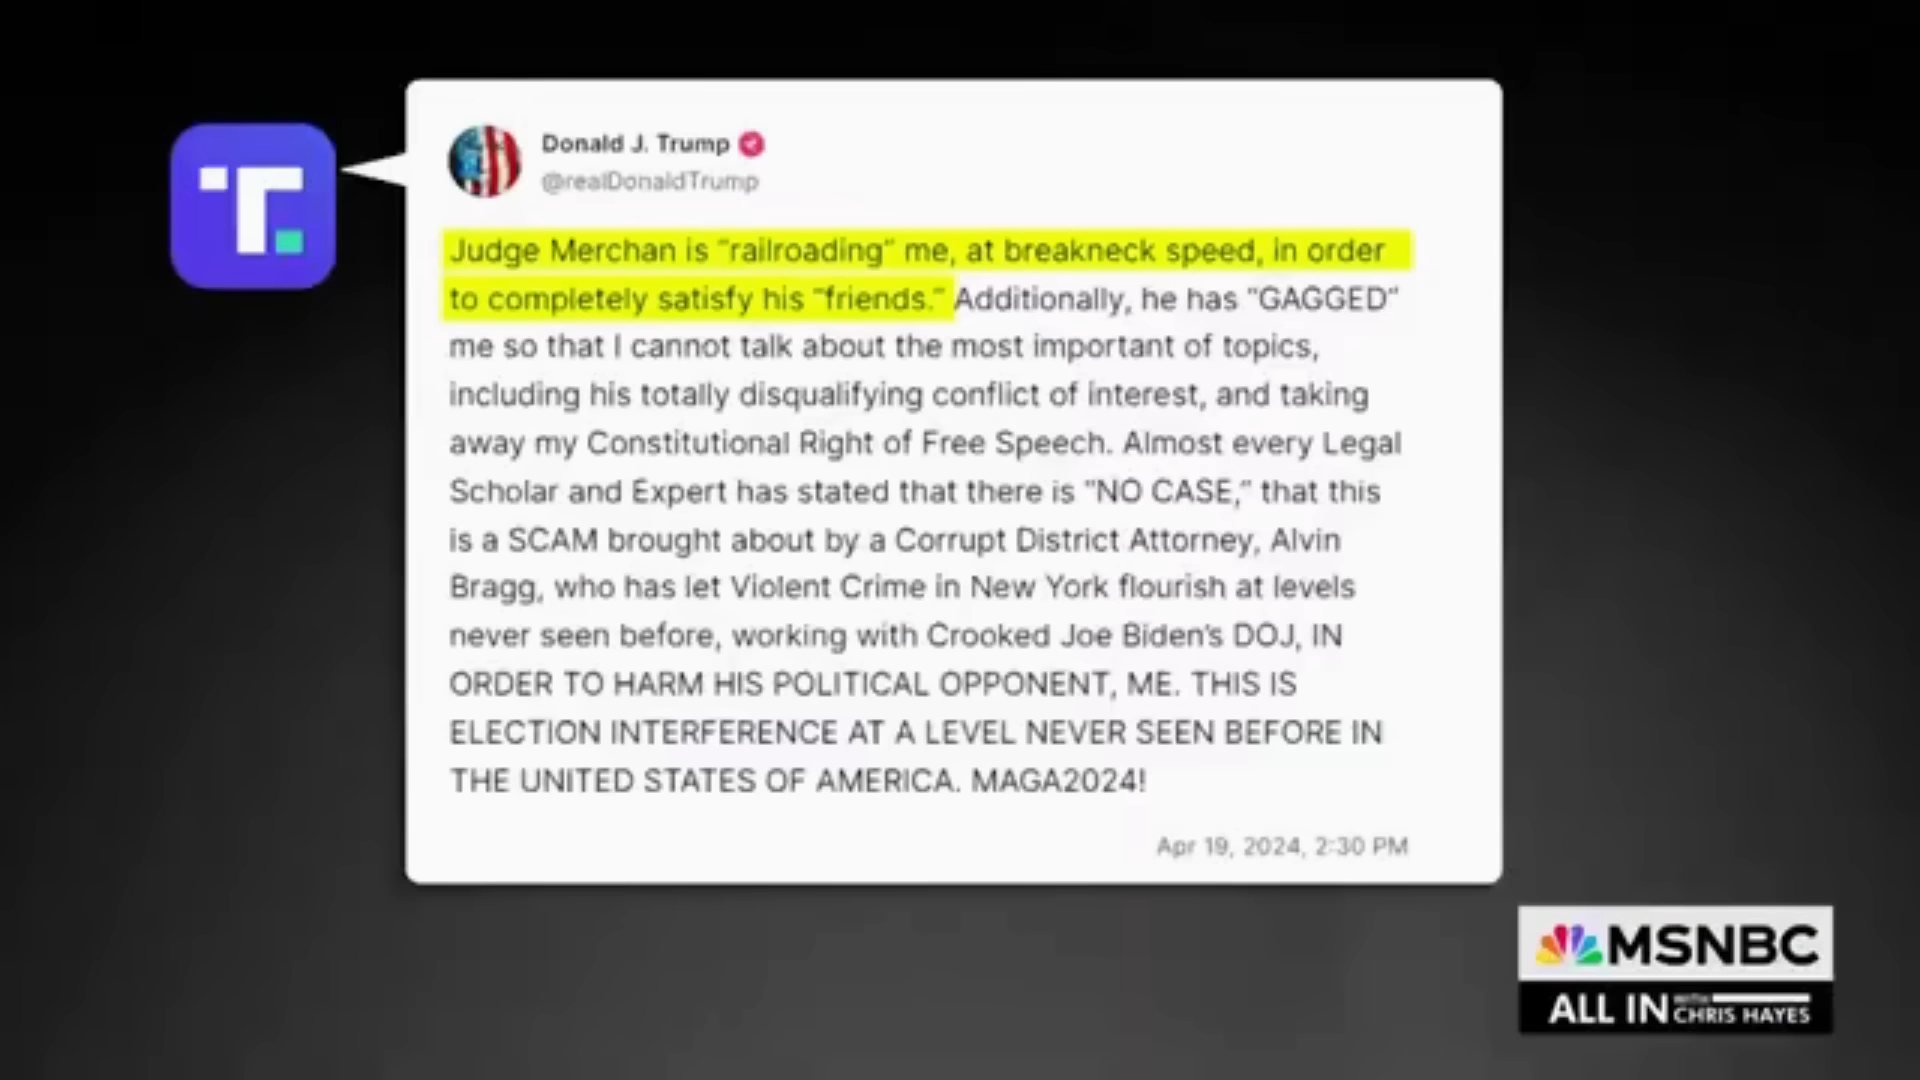 Donald J. Trump
@realDonaldTrump
Judge Merchan is "railroading" me, at breakneck speed, in order
to completely satisfy his "friends." Additionally, he has "GAGGED"
me so that I cannot talk about the most important of topics,
including his totally disqualifying conflict of interest, and taking
away my Constitutional Right of Free Speech. Almost every Legal
Scholar and Expert has stated that there is "NO CASE," that this
is a SCAM brought about by a Corrupt District Attorney, Alvin
Bragg, who has let Violent Crime in New York flourish at levels
never seen before, working with Crooked Joe Biden's DOJ, IN
ORDER TO HARM HIS POLITICAL OPPONENT, ME. THIS IS
ELECTION INTERFERENCE AT A LEVEL NEVER SEEN BEFORE IN
THE UNITED STATES OF AMERICA. MAGA2024!
Apr 19, 2024, 2:30 PM
MSNBC
ALL IN WITH CHRIS HAYES